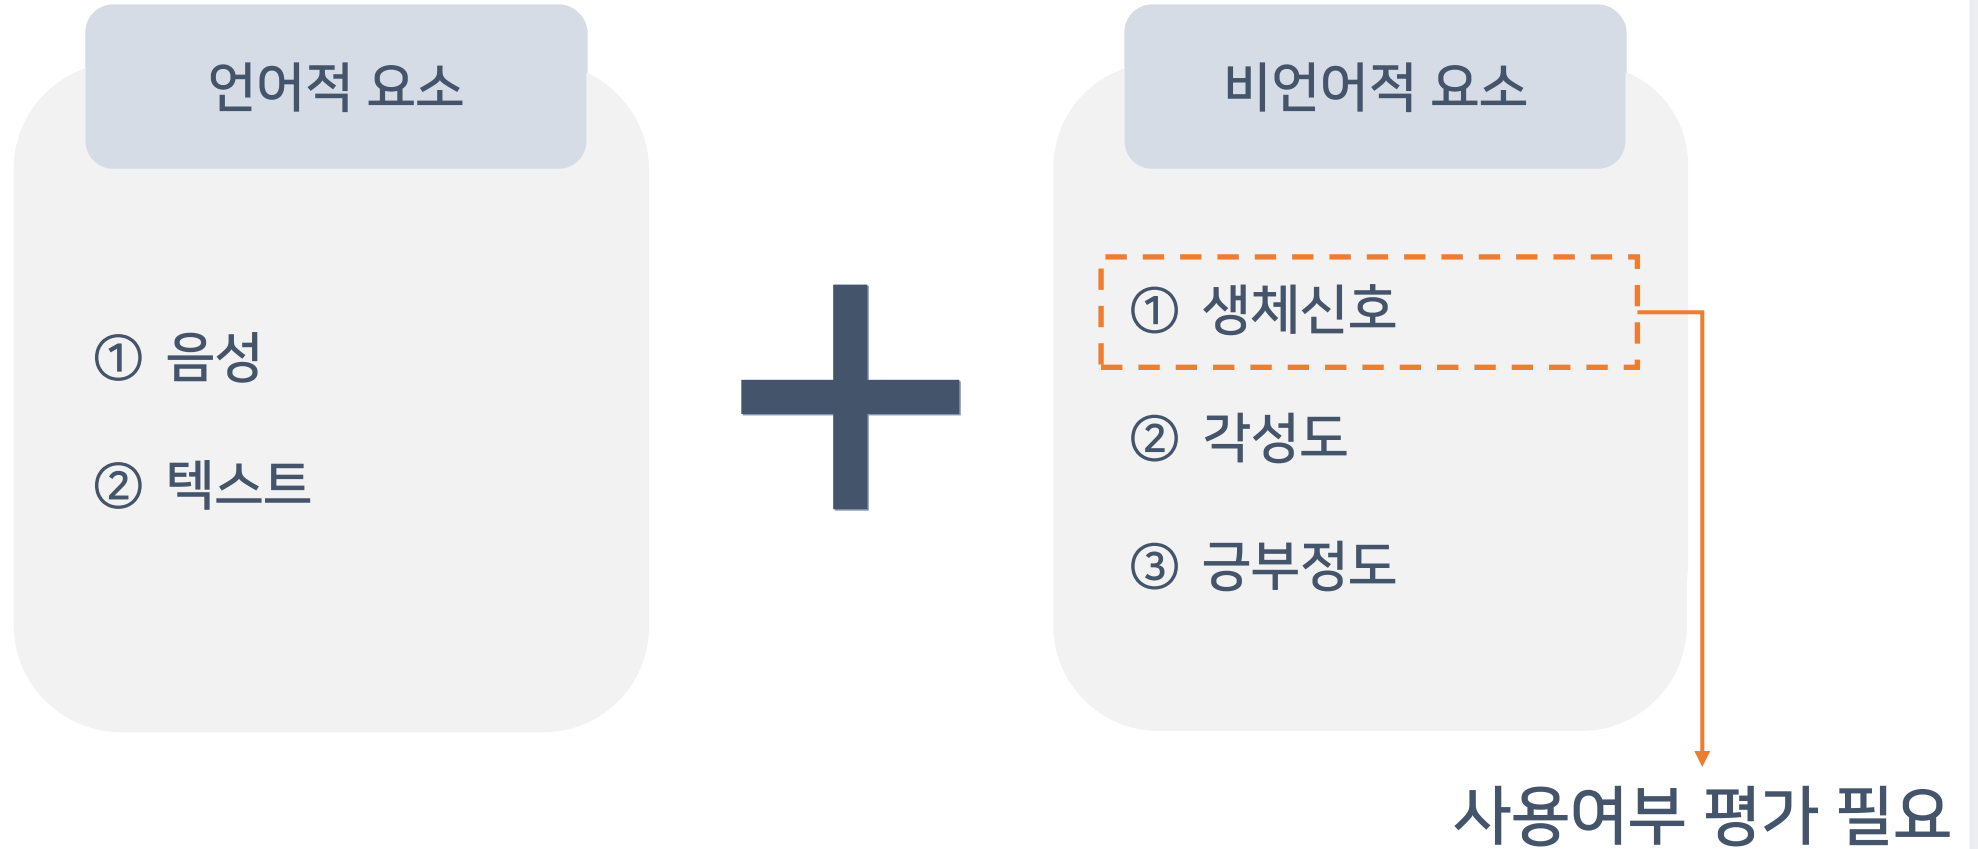 언어적 요소
① 음성
② 텍스트
비언어적 요소
① 생체신호
② 각성도
③ 긍부정도
사용여부 평가 필요